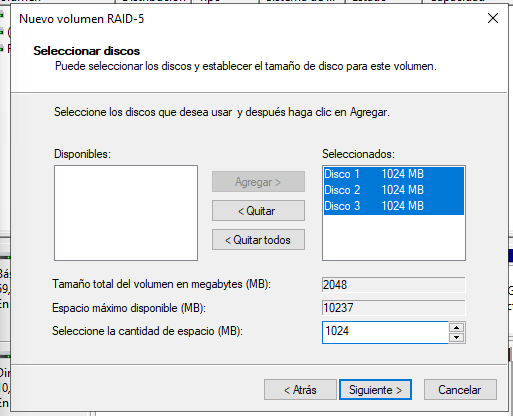 Nuevo volumen RAID-5
Seleccionar discos
Puede seleccionar los discos y establecer el tamaño de disco para este volumen.
Seleccione los discos que desea usar y después haga clic en Agregar.
Disponibles:
Seleccionados:
Agregar >
Disco 1 1024 MB
Disco 2 1024 MB
< Quitar
Disco 3 1024 MB
< Quitar todos
Tamaño total del volumen en megabytes (MB): 2048
Espacio máximo disponible (MB): 10237
Seleccione la cantidad de espacio (MB): 1024
< Atrás Siguiente > Cancelar